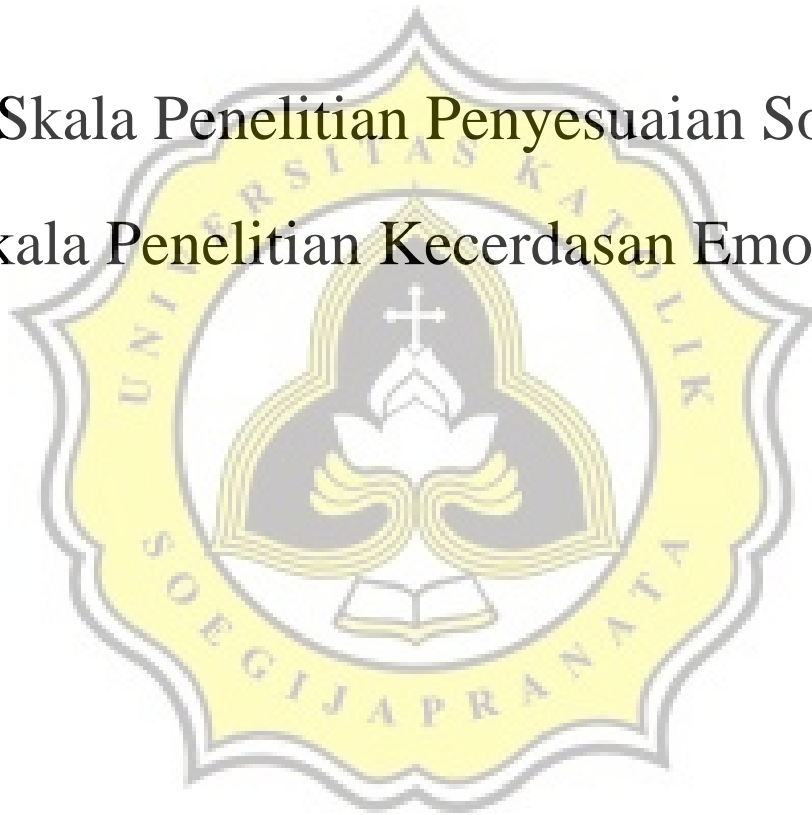 Skala Penelitian Penyesuaian So
kala Penelitian Kecerdasan Emo
UNIVERSITAS KATOLIK
SOEGIJAPRANATA